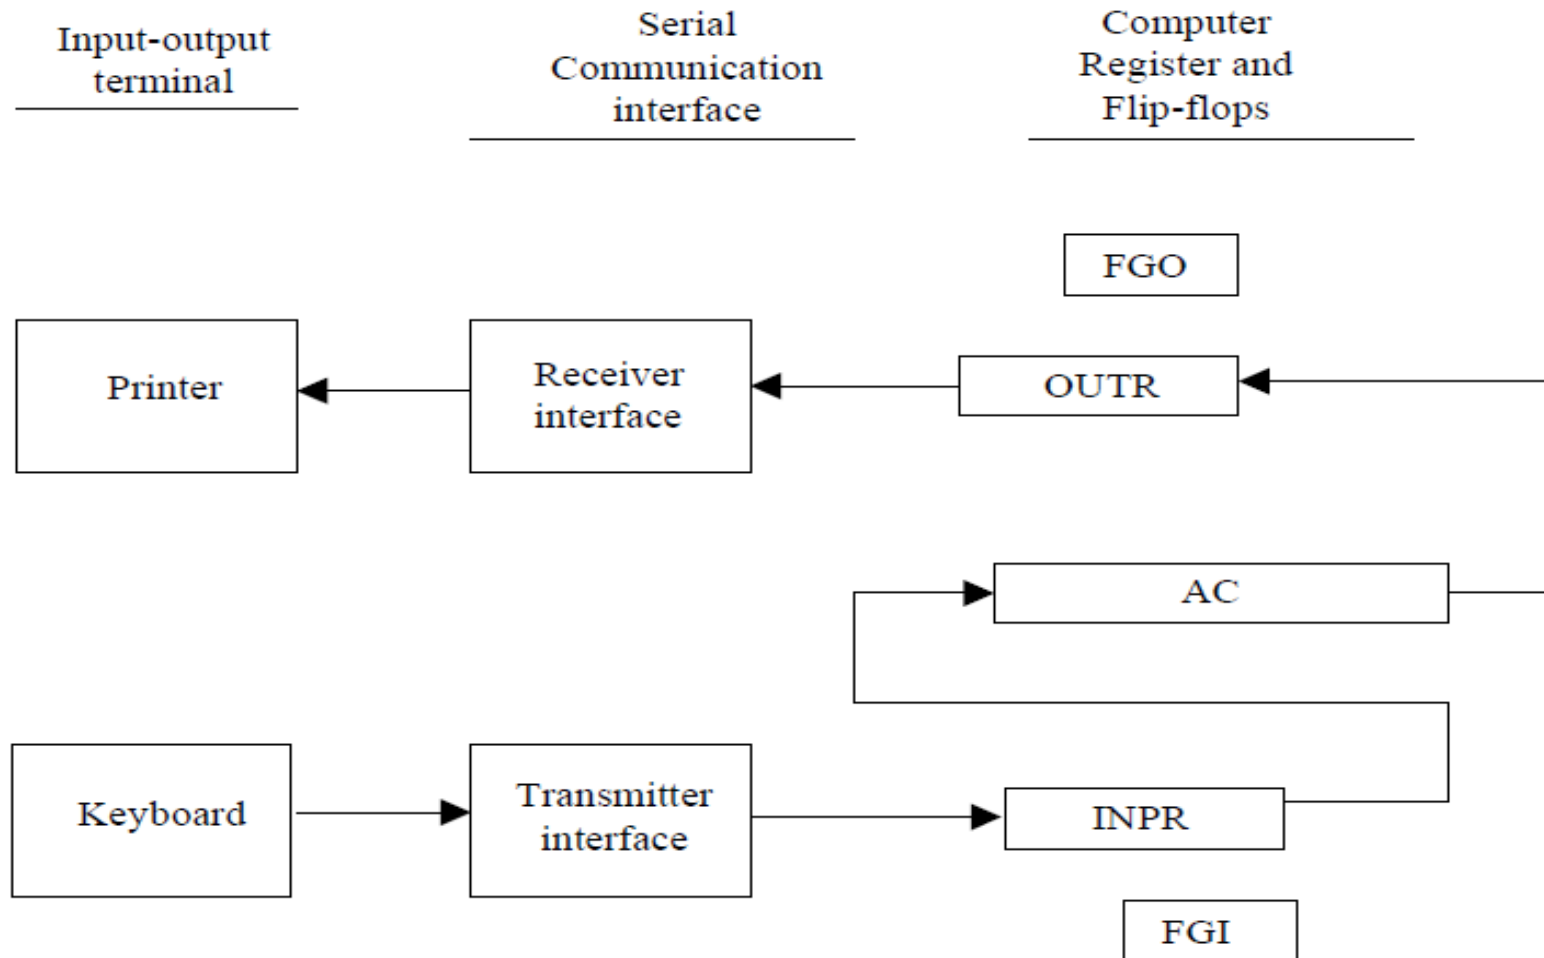 Input-output
terminal
Serial
Communication
interface
Computer
Register and
Flip-flops
FGO
Printer
Receiver
interface
OUTR
AC
Keyboard
Transmitter
interface
INPR
FGI